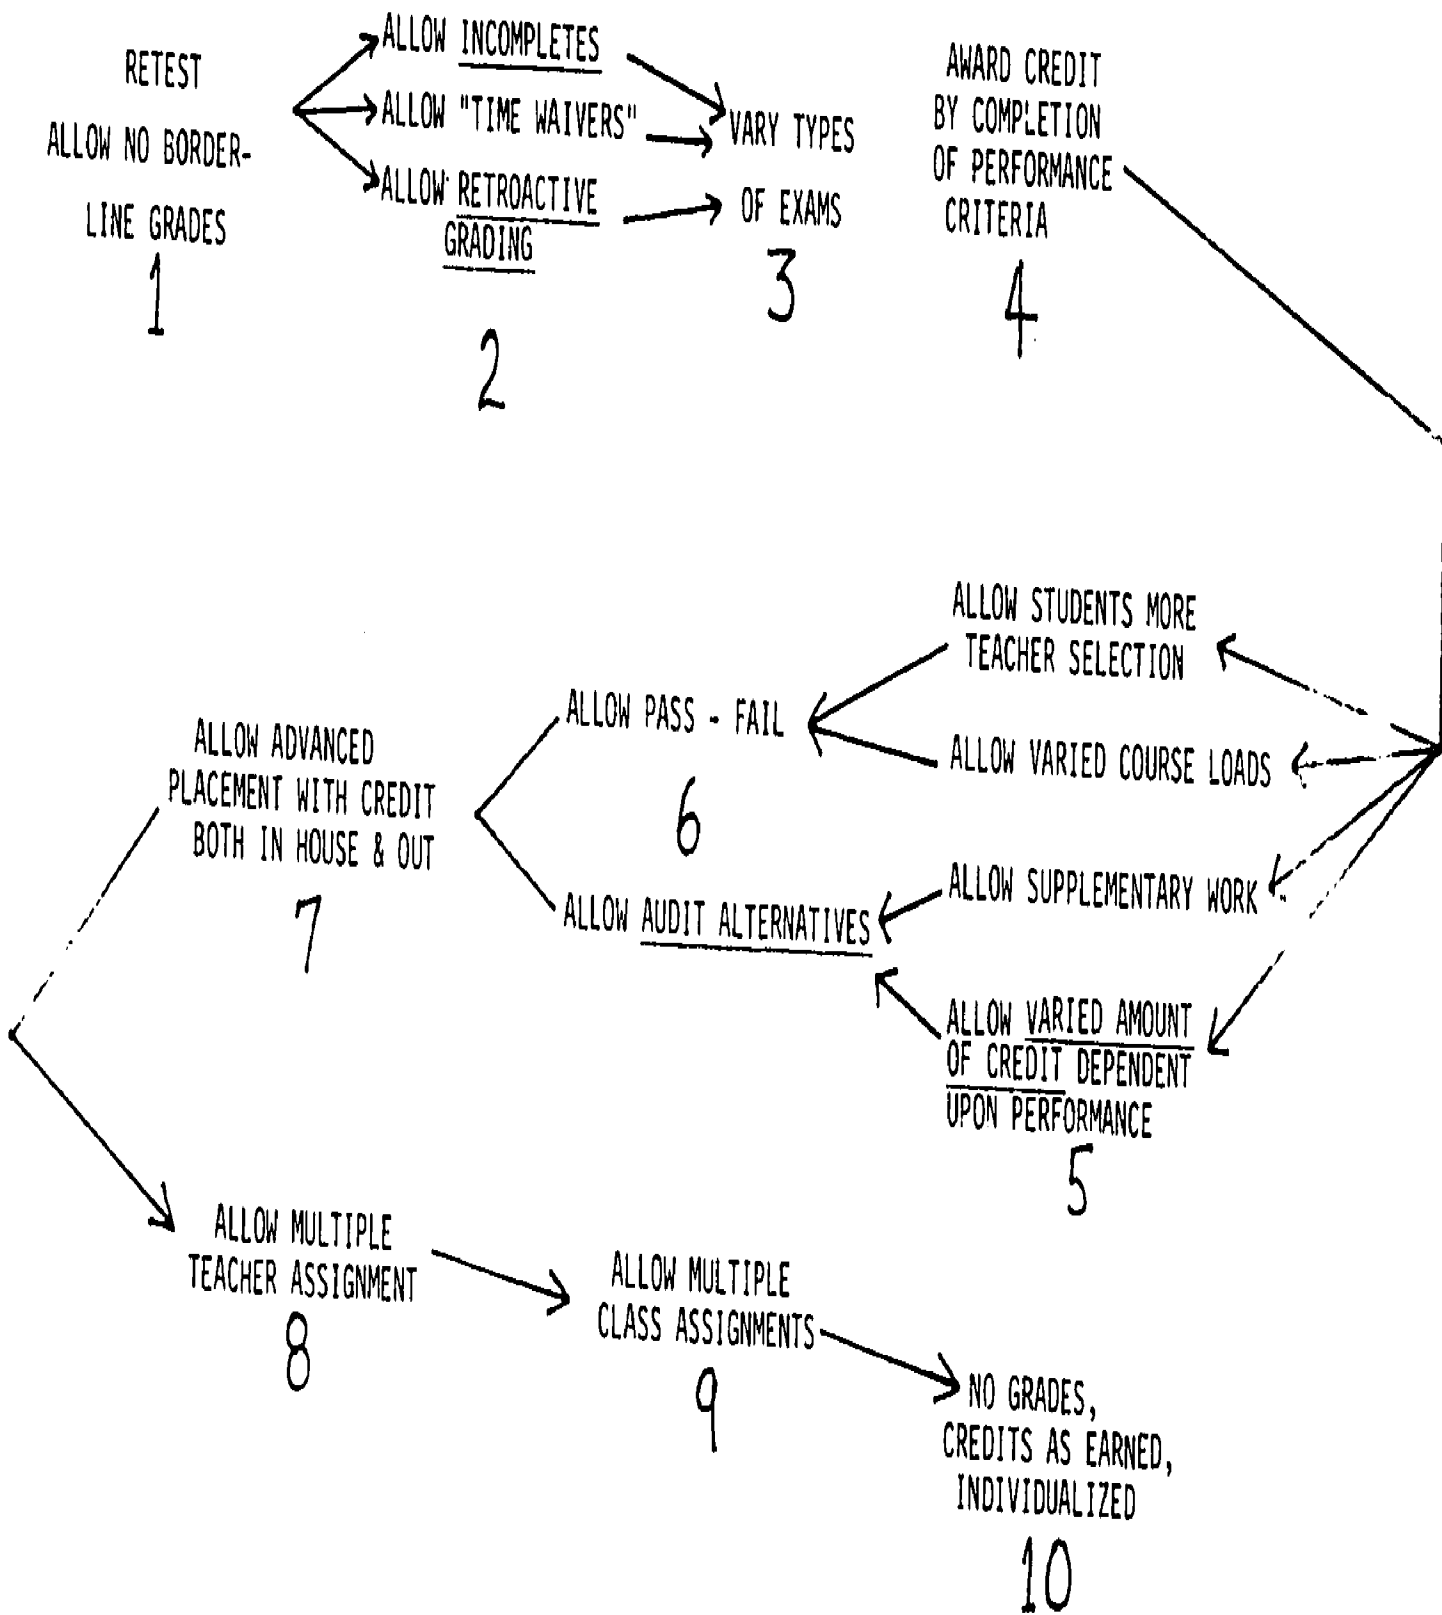 RETEST
ALLOW NO BORDER-
LINE GRADES
1
ALLOW INCOMPLETES
ALLOW "TIME WAIVERS"
ALLOW RETROACTIVE
GRADING
2
VARY TYPES
OF EXAMS
3
AWARD CREDIT
BY COMPLETION
OF PERFORMANCE
CRITERIA
4
ALLOW STUDENTS MORE
TEACHER SELECTION
ALLOW VARIED COURSE LOADS
ALLOW SUPPLEMENTARY WORK
ALLOW VARIED AMOUNT
OF CREDIT DEPENDENT
UPON PERFORMANCE
5
ALLOW PASS - FAIL
6
ALLOW AUDIT ALTERNATIVES
ALLOW ADVANCED
PLACEMENT WITH CREDIT
BOTH IN HOUSE & OUT
7
ALLOW MULTIPLE
TEACHER ASSIGNMENT
8
ALLOW MULTIPLE
CLASS ASSIGNMENTS
9
NO GRADES,
CREDITS AS EARNED,
INDIVIDUALIZED
10